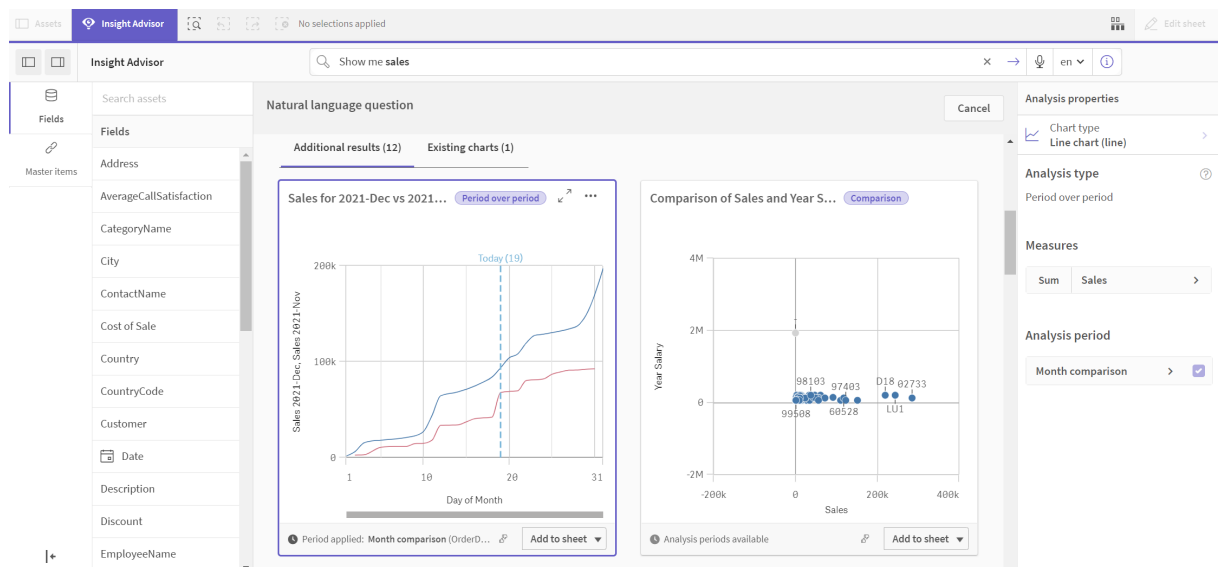 Assets
Insight Advisor
No selections applied
Edit sheet
Insight Advisor
Show me sales
en
Fields
Master items
Search assets
Fields
Address
AverageCallSatisfaction
CategoryName
City
ContactName
Cost of Sale
Country
CountryCode
Customer
Date
Description
Discount
EmployeeName
Natural language question
Cancel
Additional results (12)
Existing charts (1)
Sales for 2021-Dec vs 2021...
Period over period
Today (19)
Sales 2021-Dec, Sales 2021-Nov
200k
100k
0
1
10
20
31
Day of Month
Period applied: Month comparison (OrderD...
Add to sheet
Comparison of Sales and Year S...
Comparison
Year Salary
4M
2M
0
-2M
-
98103
97403
D18
02733
99508
60528
LU1
-200k
0
200k
400k
Sales
Analysis periods available
Add to sheet
Analysis properties
Chart type
Line chart (line)
Analysis type
Period over period
Measures
Sum
Sales
Analysis period
Month comparison